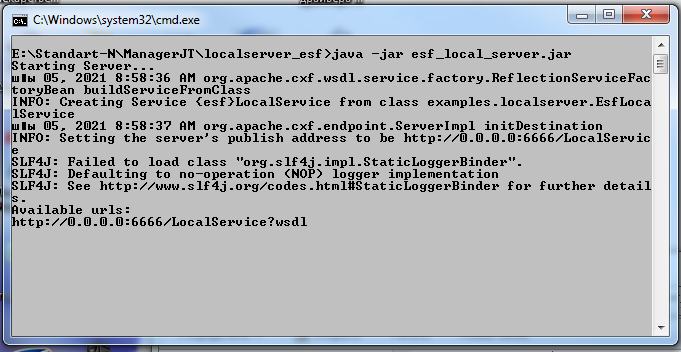 C:\Windows\system32\cmd.exe
E:\Standart-N\ManagerJT\localserver_esf>java -jar esf_local_server.jar
Starting Server...
шўы 05, 2021 8:58:36 AM org.apache.cxf.wsdl.service.factory.ReflectionServiceFac
toryBean buildServiceFromClass
INFO: Creating Service {esf}LocalService from class examples.localserver.EsfLoca
lService
шўы 05, 2021 8:58:37 AM org.apache.cxf.endpoint.ServerImpl initDestination
INFO: Setting the server's publish address to be http://0.0.0.0:6666/LocalServic
e
SLF4J: Failed to load class "org.slf4j.impl.StaticLoggerBinder".
SLF4J: Defaulting to no-operation (NOP) logger implementation
SLF4J: See http://www.slf4j.org/codes.html#StaticLoggerBinder for further detail
s.
Available urls:
http://0.0.0.0:6666/LocalService?wsdl